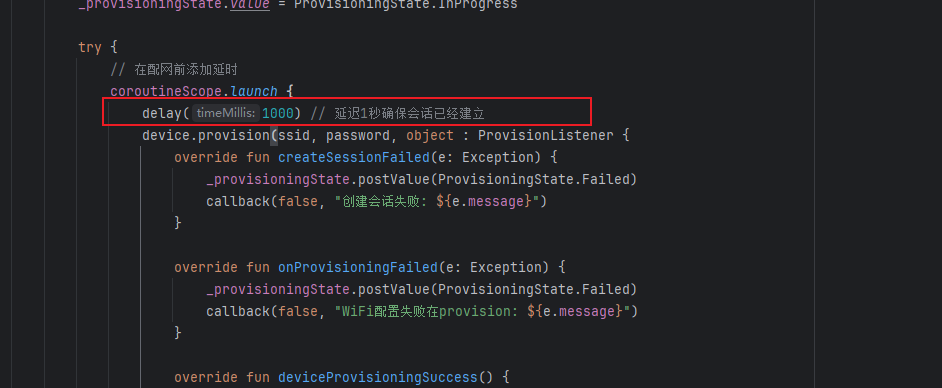 _provisioningState.value = ProvisioningState.InProgress
try {
// 在配网前添加延时
coroutineScope.launch {
delay( timeMillis: 1000) // 延迟1秒确保会话已经建立
device.provision(ssid, password, object : ProvisionListener {
override fun createSessionFailed(e: Exception) {
_provisioningState.postValue(ProvisioningState.Failed)
callback(false, "创建会话失败: ${e.message}")
}
override fun onProvisioningFailed(e: Exception) {
_provisioningState.postValue(ProvisioningState.Failed)
callback(false, "WiFi配置失败在provision: ${e.message}")
}
override fun deviceProvisioningSuccess() {